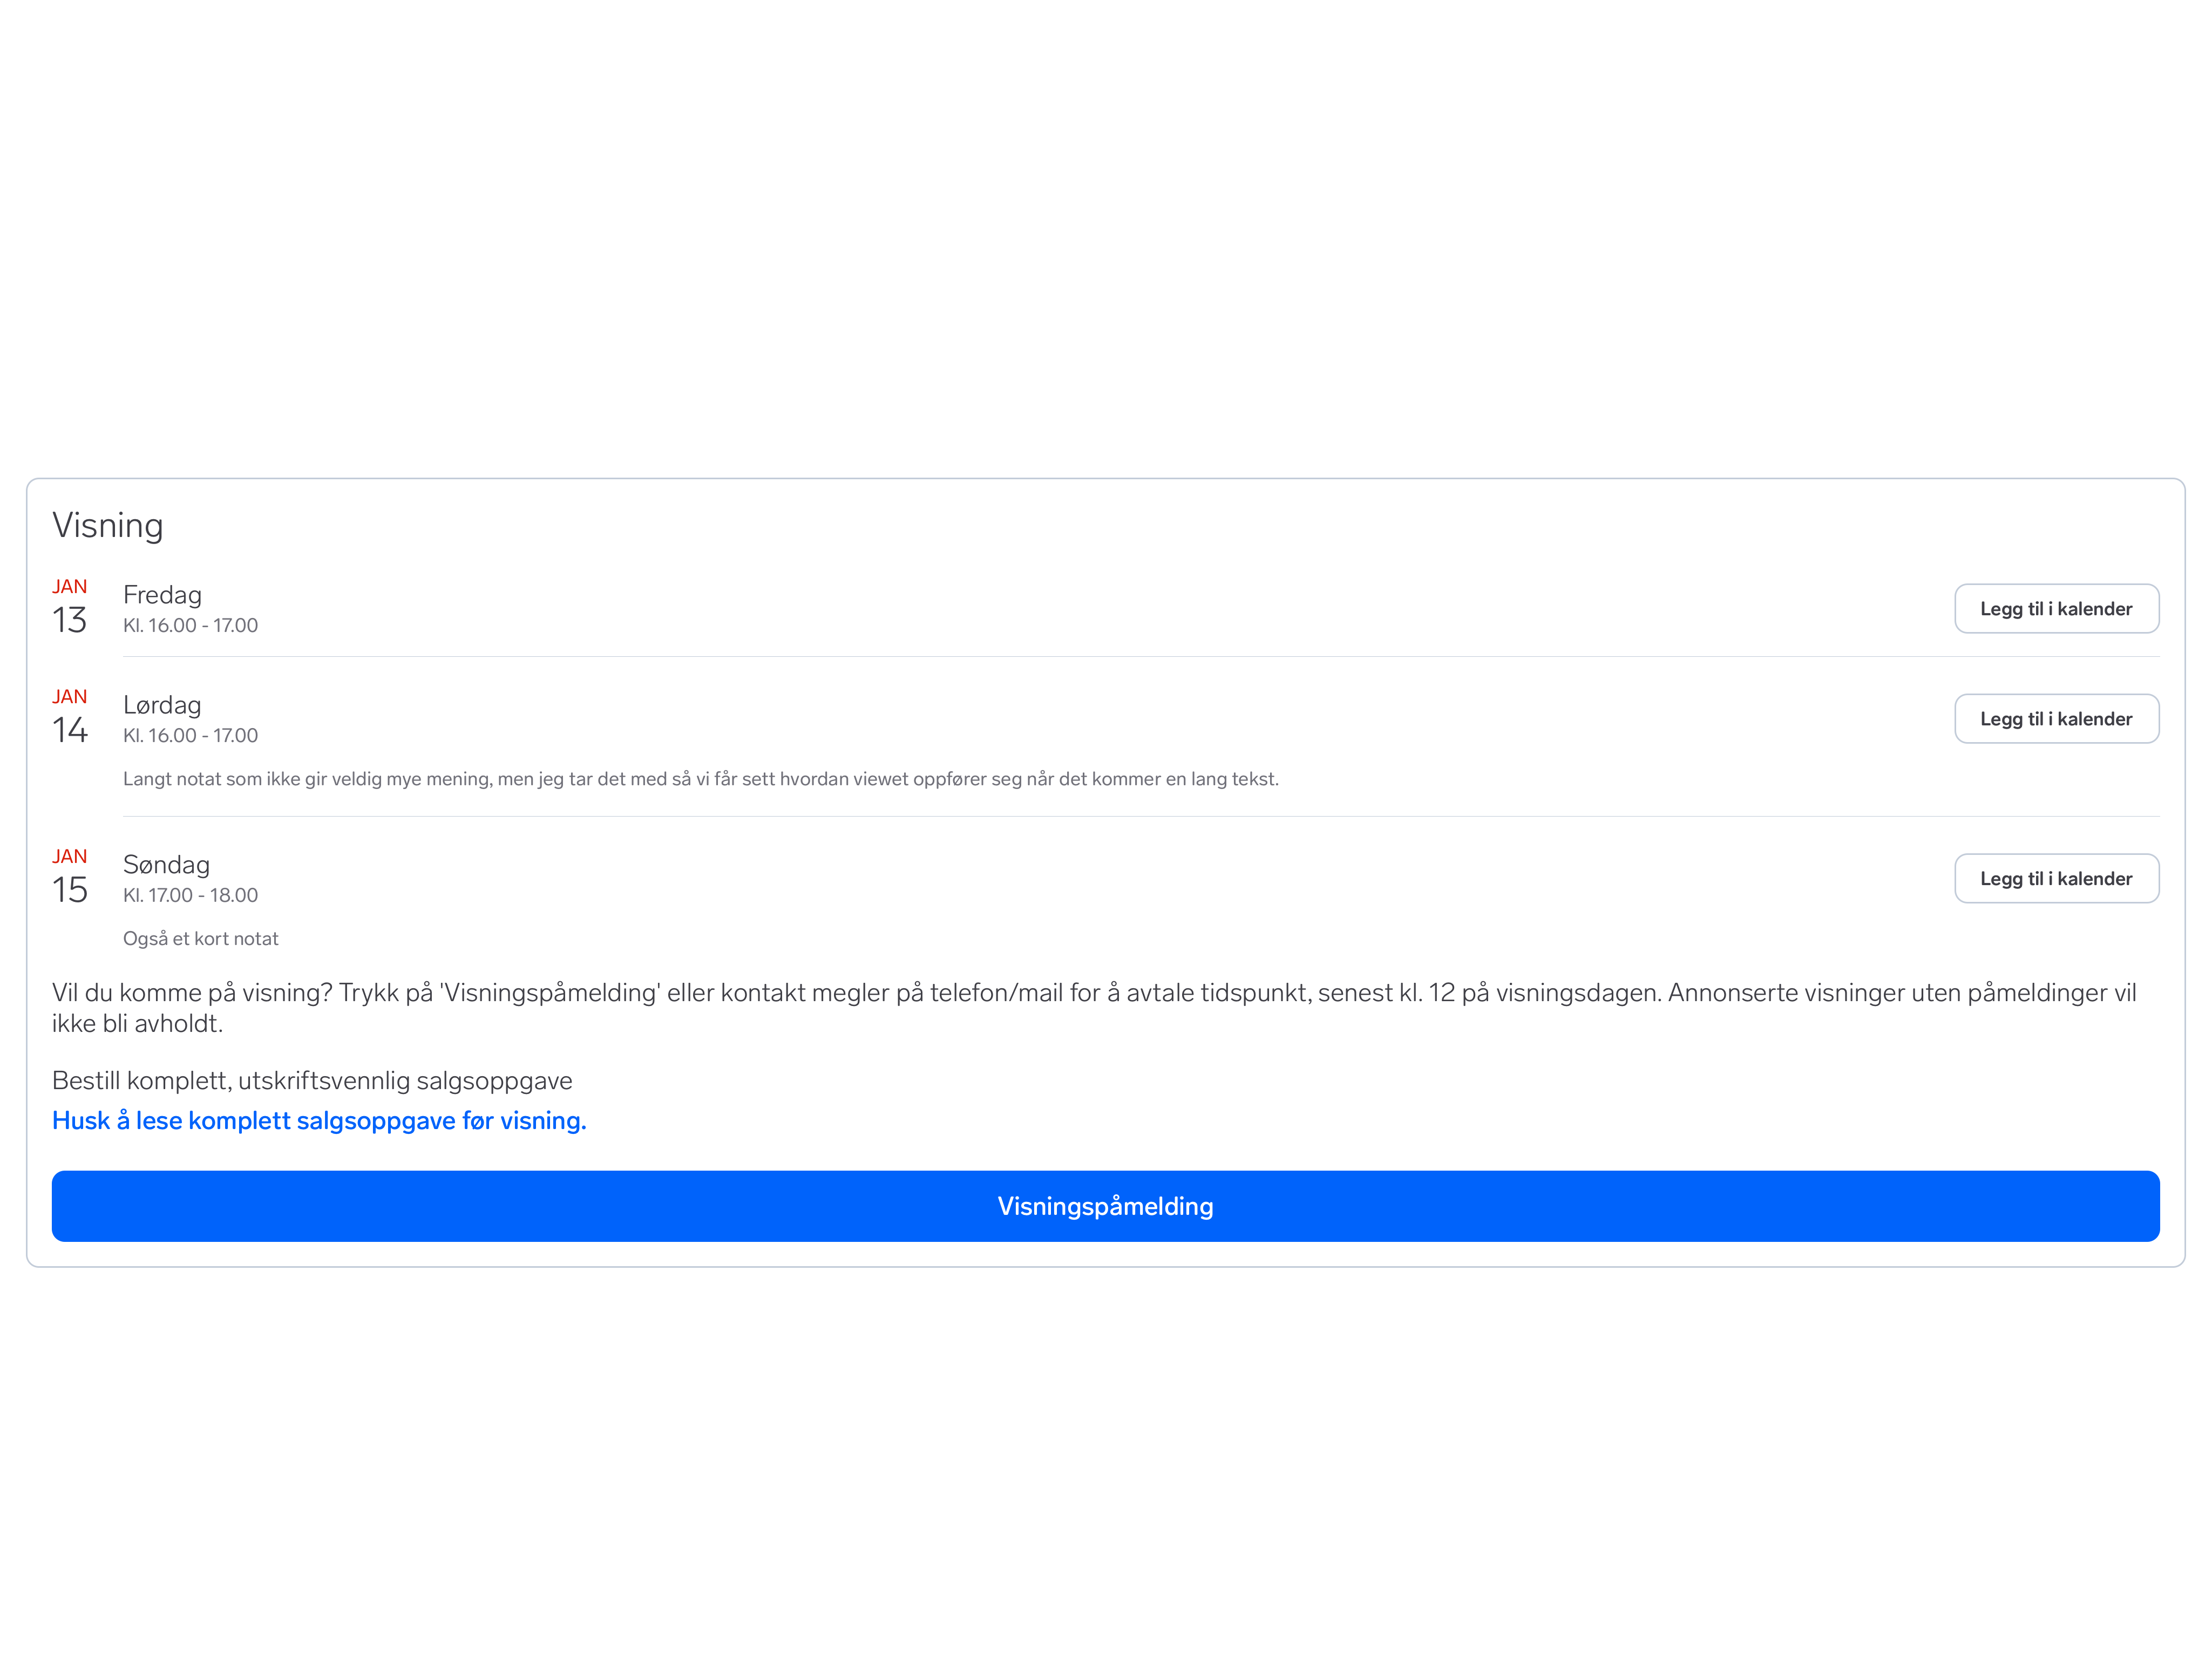 Visning
JAN
13
Fredag
Kl. 16.00 - 17.00
Legg til i kalender
JAN
14
Lørdag
Kl. 16.00 - 17.00
Legg til i kalender
Langt notat som ikke gir veldig mye mening, men jeg tar det med så vi får sett hvordan viewet oppfører seg når det kommer en lang tekst.
JAN
15
Søndag
Kl. 17.00 - 18.00
Legg til i kalender
Også et kort notat
Vil du komme på visning? Trykk på 'Visningspåmelding' eller kontakt megler på telefon/mail for å avtale tidspunkt, senest kl. 12 på visningsdagen. Annonserte visninger uten påmeldinger vil
ikke bli avholdt.
Bestill komplett, utskriftsvennlig salgsoppgave
Husk å lese komplett salgsoppgave før visning.
Visningspåmelding